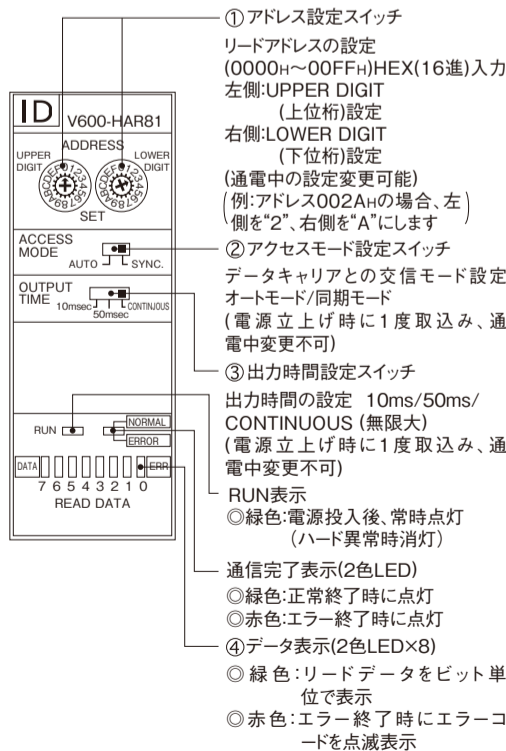 ①アドレス設定スイッチ
リードアドレスの設定
(0000H～00FFH)HEX(16進)入力
左側:UPPER DIGIT
(上位桁)設定
右側:LOWER DIGIT
(下位桁)設定
(通電中の設定変更可能)
(例:アドレス002AHの場合、左
側を“2”、右側を“A”にします)
②アクセスモード設定スイッチ
データキャリアとの交信モード設定
オートモード/同期モード
(電源立上げ時に1度取込み、通
電中変更不可)
③出力時間設定スイッチ
出力時間の設定 10ms/50ms/
CONTINUOUS (無限大)
(電源立上げ時に1度取込み、通
電中変更不可)
RUN表示
◎緑色:電源投入後、常時点灯
(ハード異常時消灯)
通信完了表示(2色LED)
◎緑色:正常終了時に点灯
◎赤色:エラー終了時に点灯
④データ表示(2色LED×8)
◎緑色:リードデータをビット単
位で表示
◎赤色:エラー終了時にエラーコ
ードを点滅表示
ID V600-HAR81
ADDRESS
UPPER DIGIT
LOWER DIGIT
0123456789ABCDEF
0123456789ABCDEF
SET
ACCESS MODE
AUTO SYNC.
OUTPUT TIME
10msec CONTINJOUS
50msec
RUN
NORMAL
ERROR
DATA ERR
7 6 5 4 3 2 1 0
READ DATA